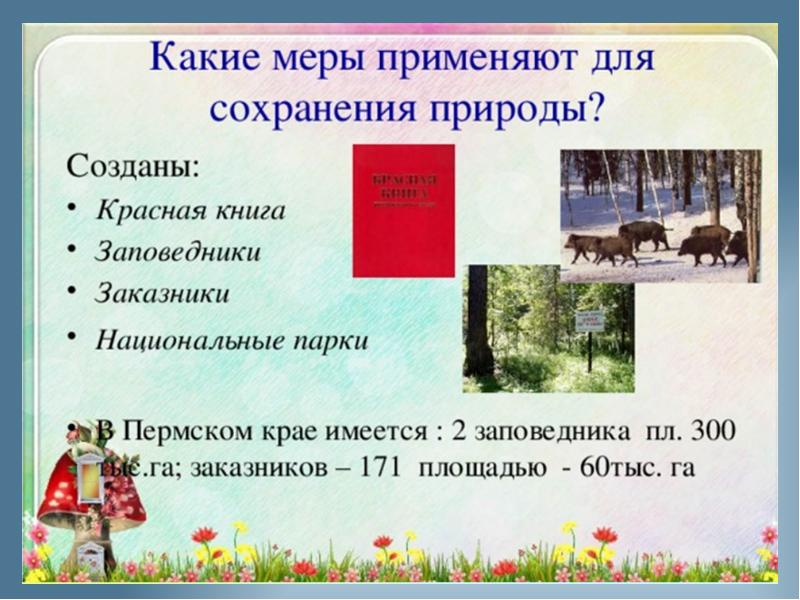 Какие меры применяют для
сохранения природы?
Созданы:
• Красная книга
• Заповедники
• Заказники
• Национальные парки
КРАСНАЯ
КНИГА
• В Пермском крае имеется : 2 заповедника пл. 300
тыс.га; заказников – 171 площадью - 60тыс. га